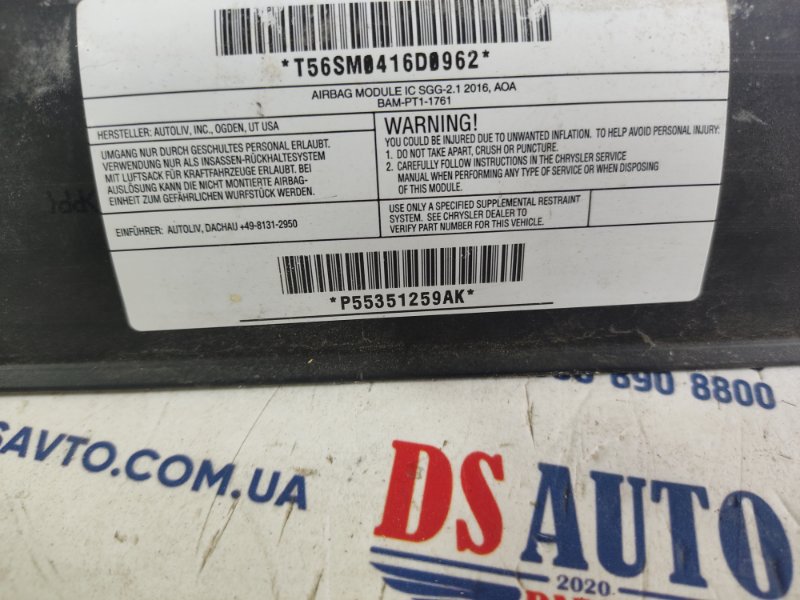 *T56SM0416D0962*
AIRBAG MODULE IC SGG-2.1 2016, AOA
BAM-PT1-1761
HERSTELLER: AUTOLIV, INC., OGDEN, UT USA
UMGANG NUR DURCH GESCHULTES PERSONAL ERLAUBT.
VERWENDUNG NUR ALS INSASSEN-RÜCKHALTESYSTEM
MIT LUFTSACK FÜR KRAFTFAHRZEUGE ERLAUBT. BEI
AUSLÖSUNG KANN DIE NICHT MONTIERTE AIRBAG-
EINHEIT ZUM GEFÄHRLICHEN WURFSTÜCK WERDEN.
EINFÜHRER: AUTOLIV, DACHAU +49-8131-2950
WARNING!
YOU COULD BE INJURED DUE TO UNWANTED INFLATION. TO HELP AVOID PERSONAL INJURY:
1. DO NOT TAKE APART, CRUSH OR PUNCTURE.
2. CAREFULLY FOLLOW INSTRUCTIONS IN THE CHRYSLER SERVICE
MANUAL WHEN PERFORMING ANY TYPE OF SERVICE OR WHEN DISPOSING
OF THIS MODULE.
USE ONLY A SPECIFIED SUPPLEMENTAL RESTRAINT
SYSTEM. SEE CHRYSLER DEALER TO
VERIFY PART NUMBER FOR THIS VEHICLE.
*P55351259AK*
890 8800
SAVTO.COM.UA
DS AUTO
2020